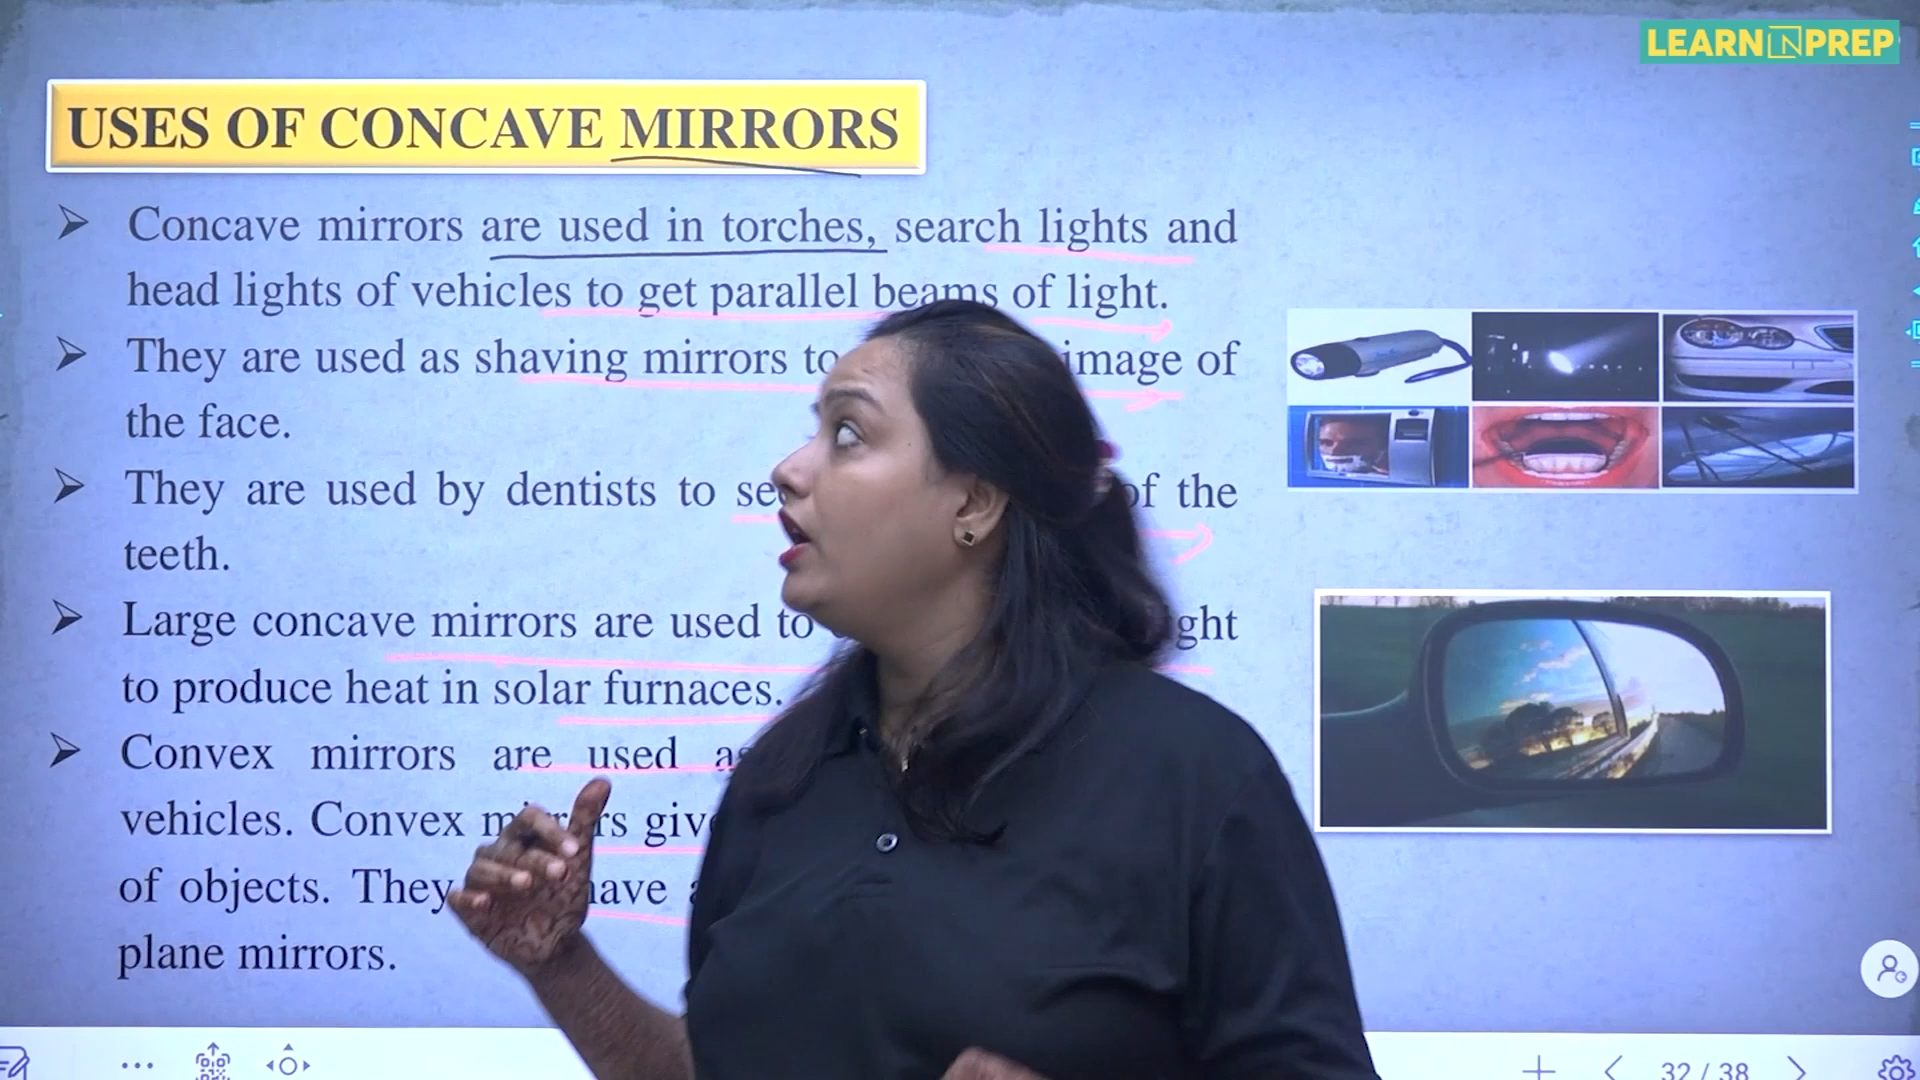 LEARN N PREP
USES OF CONCAVE MIRRORS
Concave mirrors are used in torches, search lights and
head lights of vehicles to get parallel beams of light.
They are used as shaving mirrors to image of
the face.
They are used by dentists to of the
teeth.
Large concave mirrors are used to
to produce heat in solar furnaces.
Convex mirrors are used
vehicles. Convex mirrors
of objects. They have
plane mirrors.
32 / 38